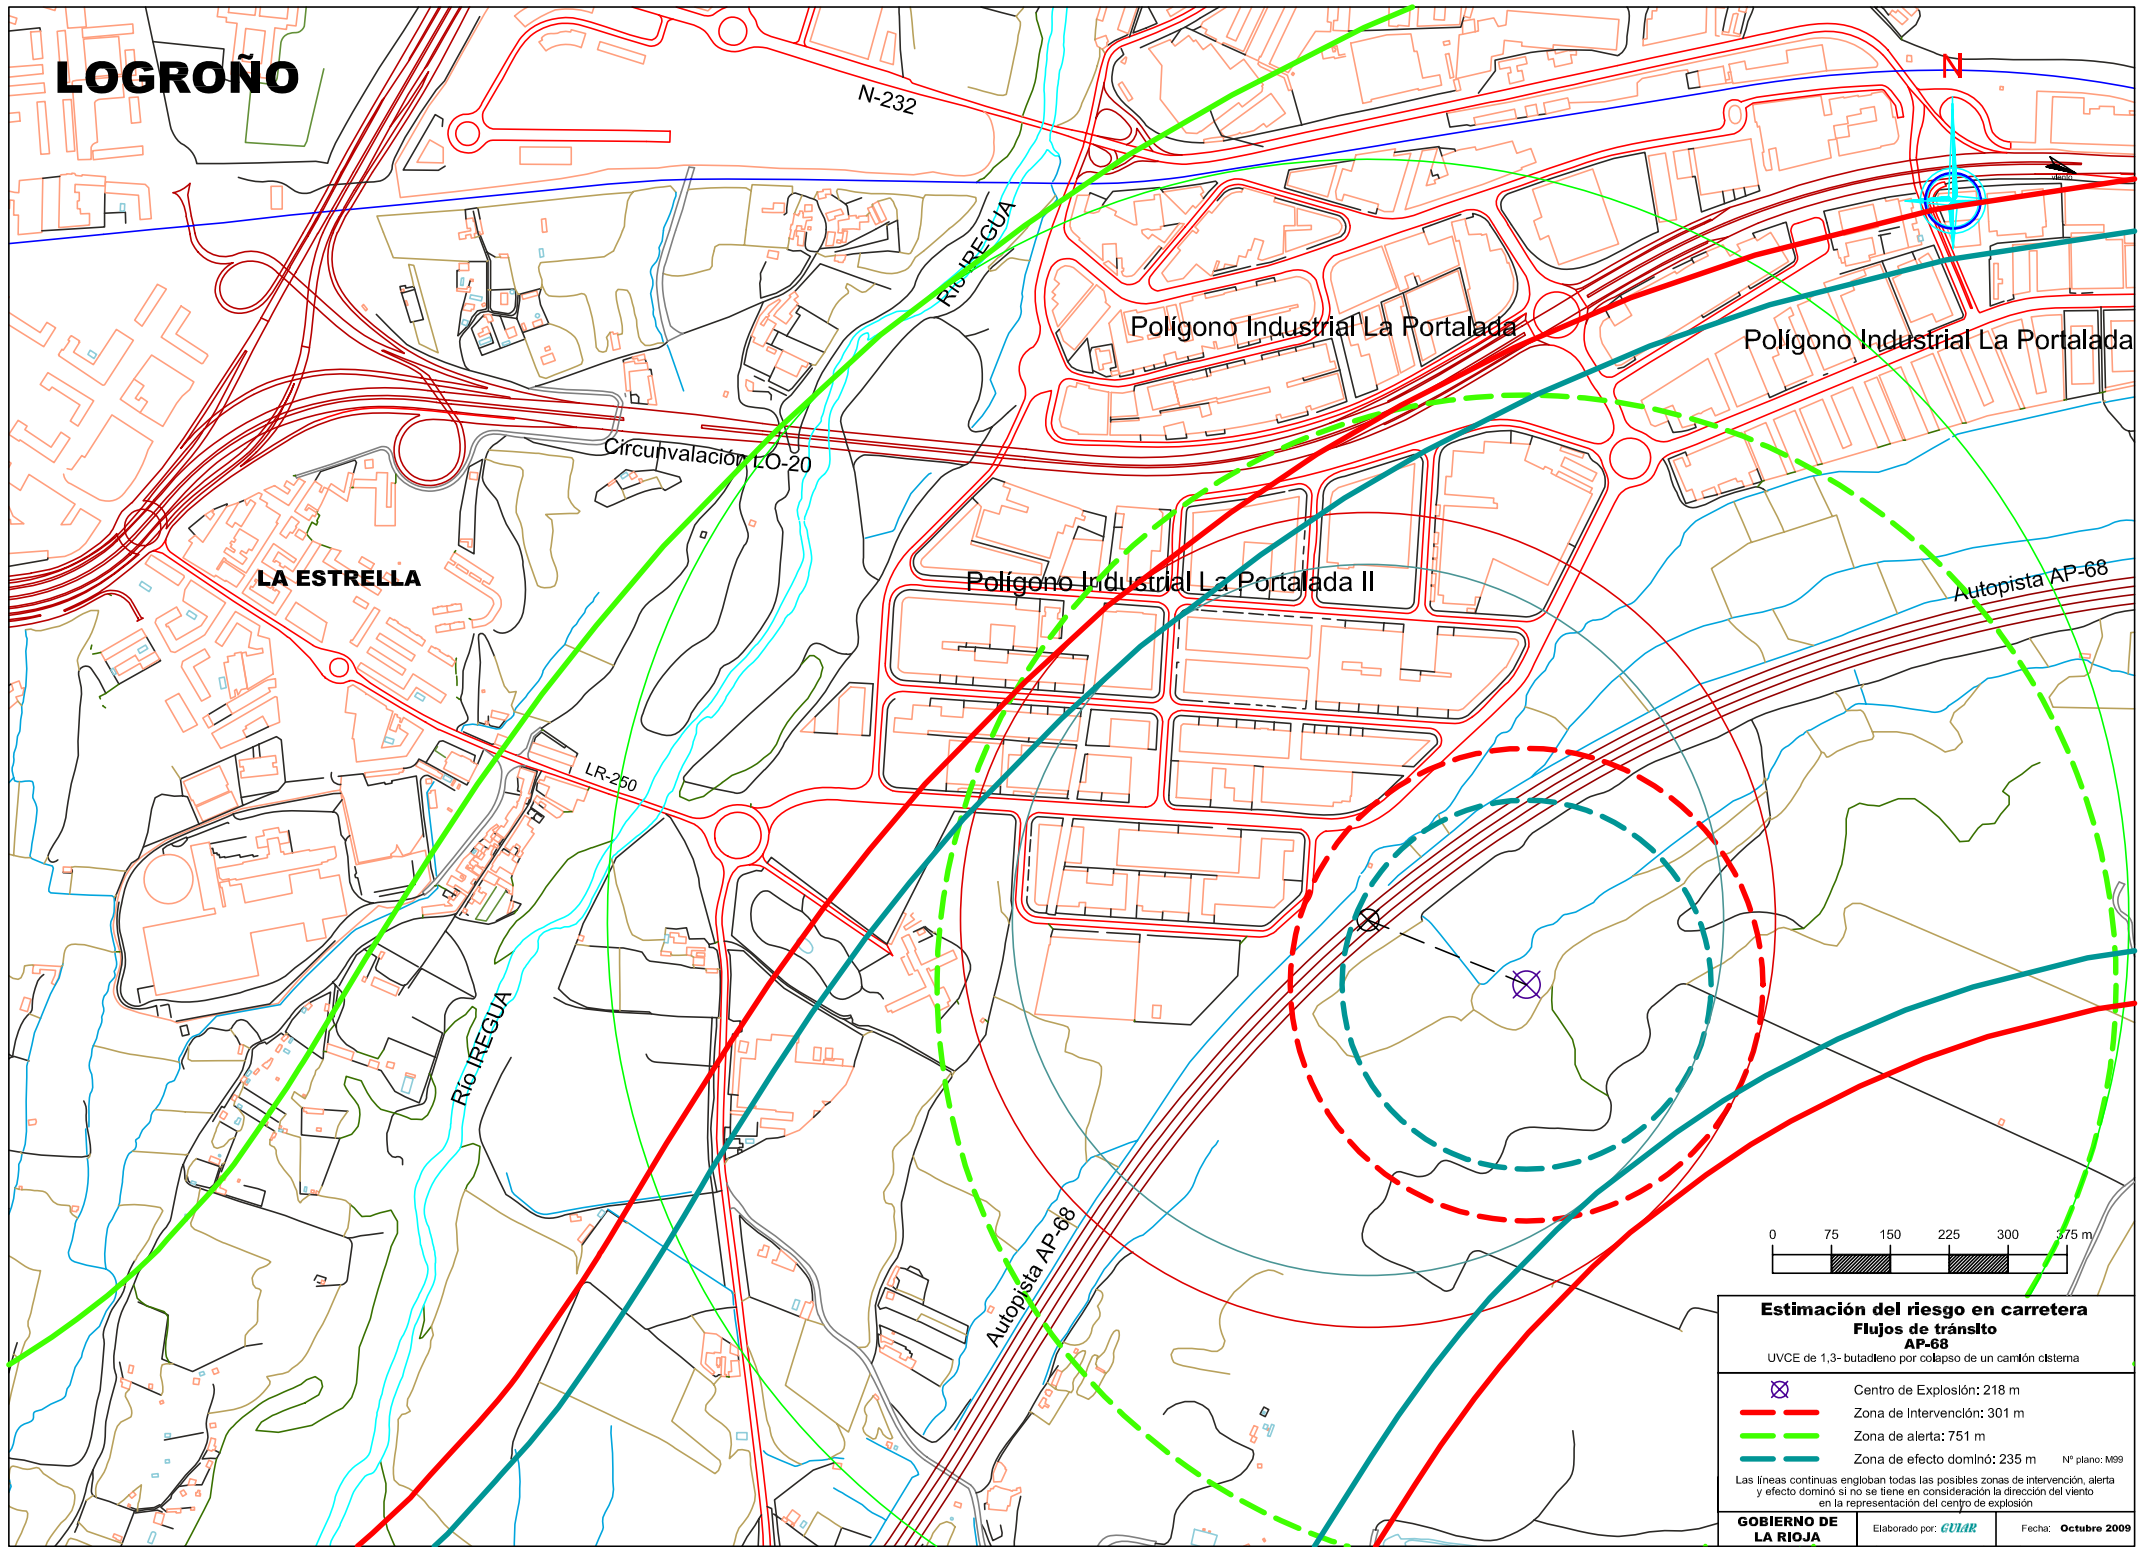 LOGROÑO
N-232
N
viento
Río IREGUA
Polígono Industrial La Portalada
Polígono Industrial La Portalada
Circunvalación LO-20
LA ESTRELLA
Polígono Industrial La Portalada II
Autopista AP-68
LR-250
Río IREGUA
Autopista AP-68
0 75 150 225 300 375 m
Estimación del riesgo en carretera
Flujos de tránsito
AP-68
UVCE de 1,3- butadieno por colapso de un camión cisterna
Centro de Explosión: 218 m
Zona de Intervención: 301 m
Zona de alerta: 751 m
Zona de efecto dominó: 235 m Nº plano: M99
Las líneas continuas engloban todas las posibles zonas de intervención, alerta
y efecto dominó si no se tiene en consideración la dirección del viento
en la representación del centro de explosión
GOBIERNO DE
LA RIOJA
Elaborado por: GUIAR
Fecha: Octubre 2009